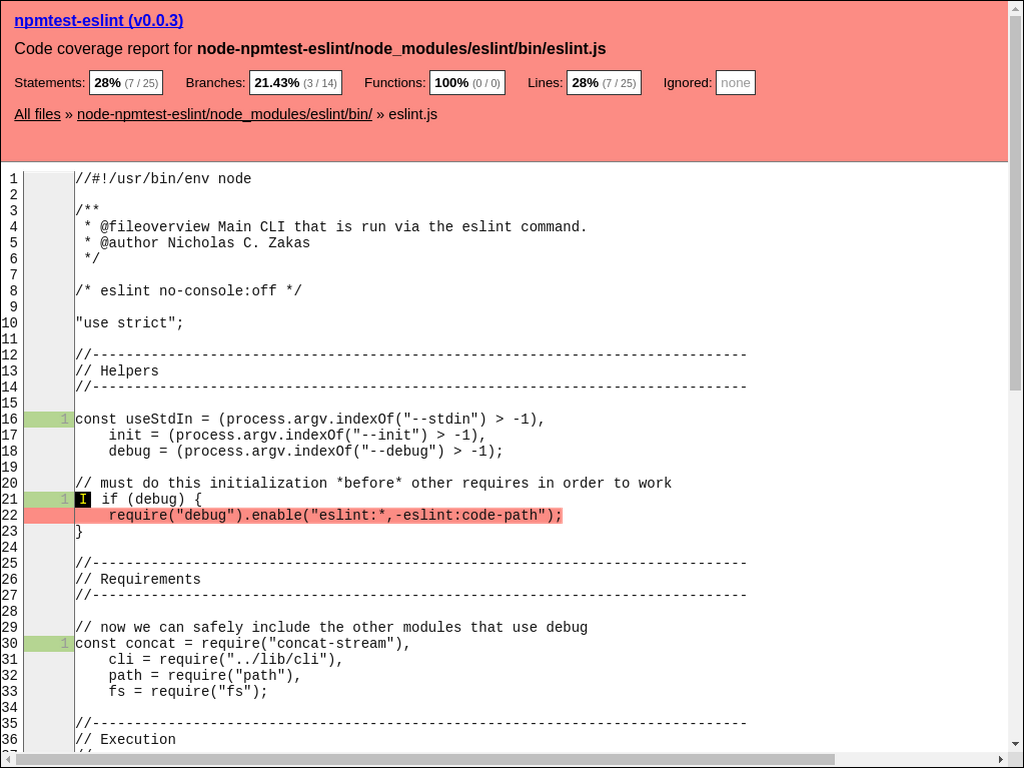 npmtest-eslint (v0.0.3)
Code coverage report for node-npmtest-eslint/node_modules/eslint/bin/eslint.js
Statements: 28% (7 / 25) Branches: 21.43% (3 / 14) Functions: 100% (0 / 0) Lines: 28% (7 / 25) Ignored: none
All files » node-npmtest-eslint/node_modules/eslint/bin/ » eslint.js
1 //#!/usr/bin/env node
2
3 /**
4  * @fileoverview Main CLI that is run via the eslint command.
5  * @author Nicholas C. Zakas
6  */
7
8 /* eslint no-console:off */
9
10 "use strict";
11
12 //------------------------------------------------------------------------------
13 // Helpers
14 //------------------------------------------------------------------------------
15
16 1 const useStdIn = (process.argv.indexOf("--stdin") > -1),
17     init = (process.argv.indexOf("--init") > -1),
18     debug = (process.argv.indexOf("--debug") > -1);
19
20 // must do this initialization *before* other requires in order to work
21 1 I if (debug) {
22     require("debug").enable("eslint:*,-eslint:code-path");
23 }
24
25 //------------------------------------------------------------------------------
26 // Requirements
27 //------------------------------------------------------------------------------
28
29 // now we can safely include the other modules that use debug
30 1 const concat = require("concat-stream"),
31     cli = require("../lib/cli"),
32     path = require("path"),
33     fs = require("fs");
34
35 //------------------------------------------------------------------------------
36 // Execution